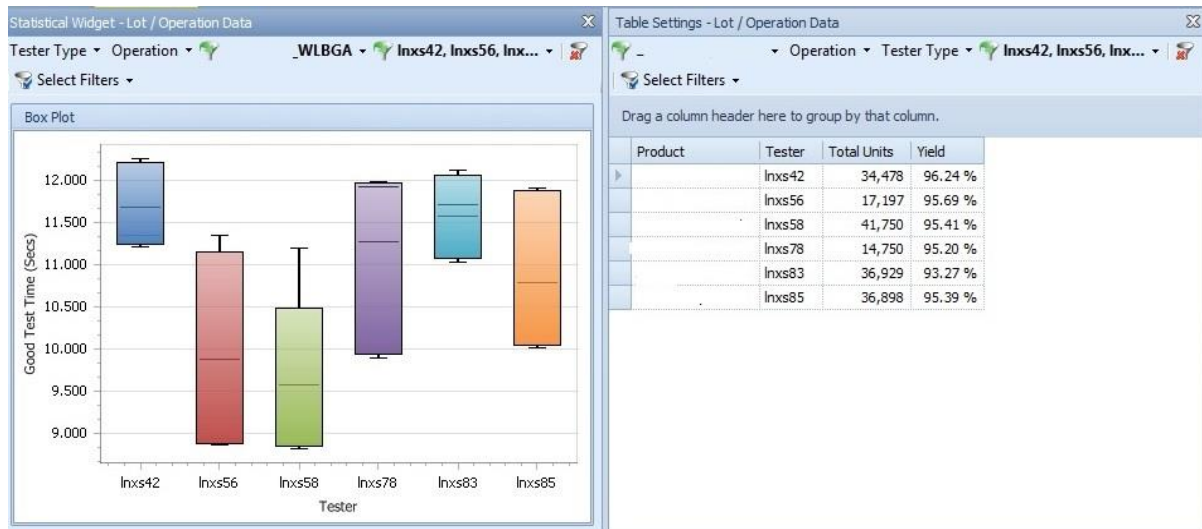 Statistical Widget - Lot / Operation Data
Tester Type Operation _WLBGA lnxs42, lnxs56, lnx...
Select Filters
Box Plot
Good Test Time (Secs)
12.000
11.500
11.000
10.500
10.000
9.500
9.000
lnxs42 lnxs56 lnxs58 lnxs78 lnxs83 lnxs85
Tester
Table Settings - Lot / Operation Data
_ Operation Tester Type lnxs42, lnxs56, lnx...
Select Filters
Drag a column header here to group by that column.
Product Tester Total Units Yield
lnxs42 34,478 96.24 %
lnxs56 17,197 95.69 %
lnxs58 41,750 95.41 %
lnxs78 14,750 95.20 %
lnxs83 36,929 93.27 %
lnxs85 36,898 95.39 %